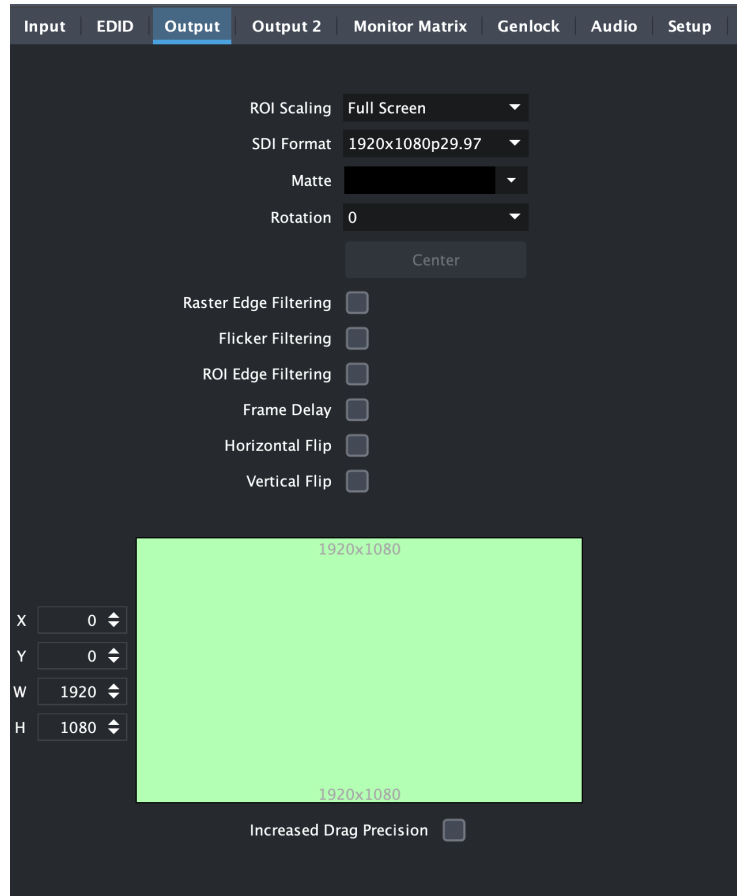 Input EDID Output Output 2 Monitor Matrix Genlock Audio Setup
ROI Scaling Full Screen
SDI Format 1920x1080p29.97
Matte
Rotation 0
Center
Raster Edge Filtering
Flicker Filtering
ROI Edge Filtering
Frame Delay
Horizontal Flip
Vertical Flip
1920x1080
X 0
Y 0
W 1920
H 1080
1920x1080
Increased Drag Precision